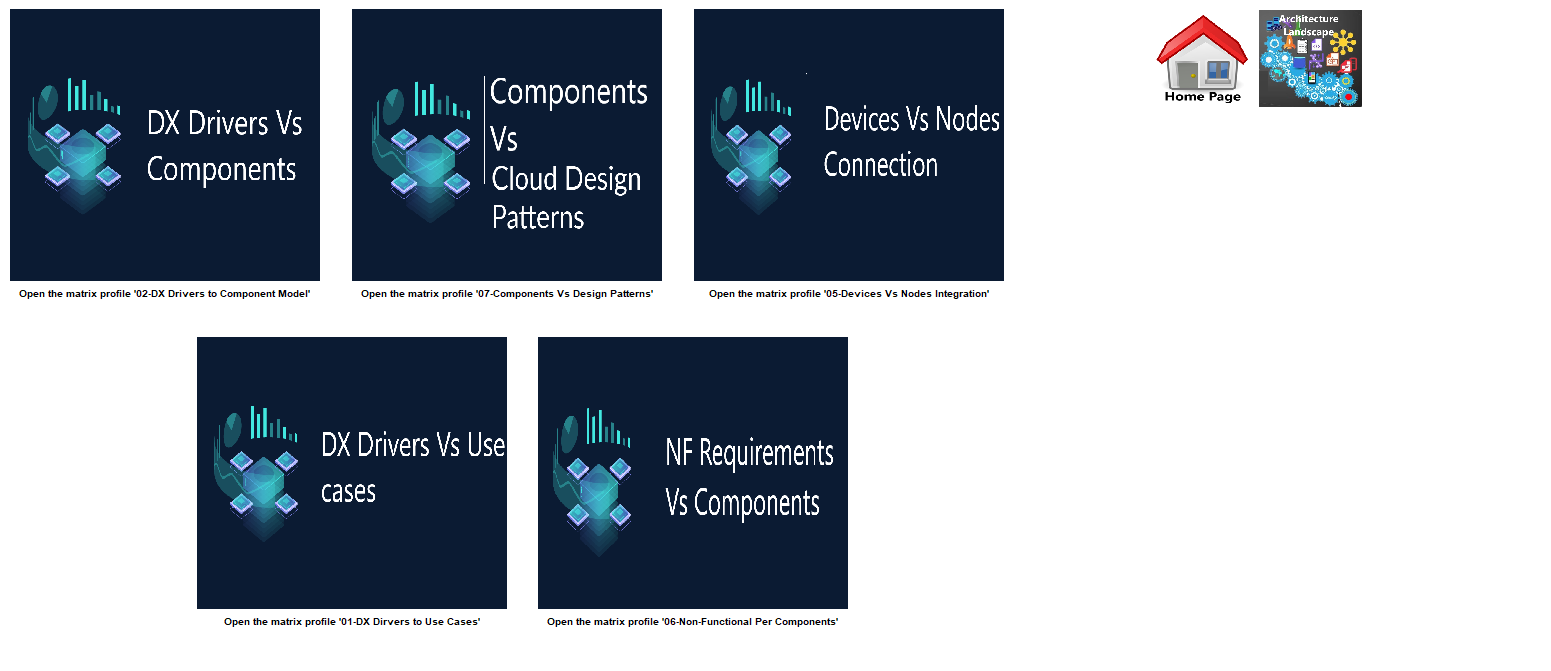 DX Drivers Vs
Components
Open the matrix profile '02-DX Drivers to Component Model'
Components
Vs
Cloud Design
Patterns
Open the matrix profile '07-Components Vs Design Patterns'
Devices Vs Nodes
Connection
Open the matrix profile '05-Devices Vs Nodes Integration'
Home Page
Architecture
Landscape
DX Drivers Vs Use
cases
Open the matrix profile '01-DX Dirvers to Use Cases'
NF Requirements
Vs Components
Open the matrix profile '06-Non-Functional Per Components'